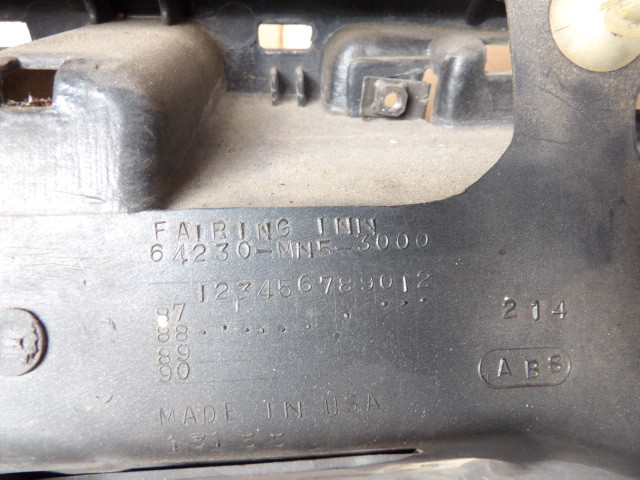 FAIRING INN
64230-MN5-3000
123456789012
87
88
89
90
214
ABS
MADE IN USA